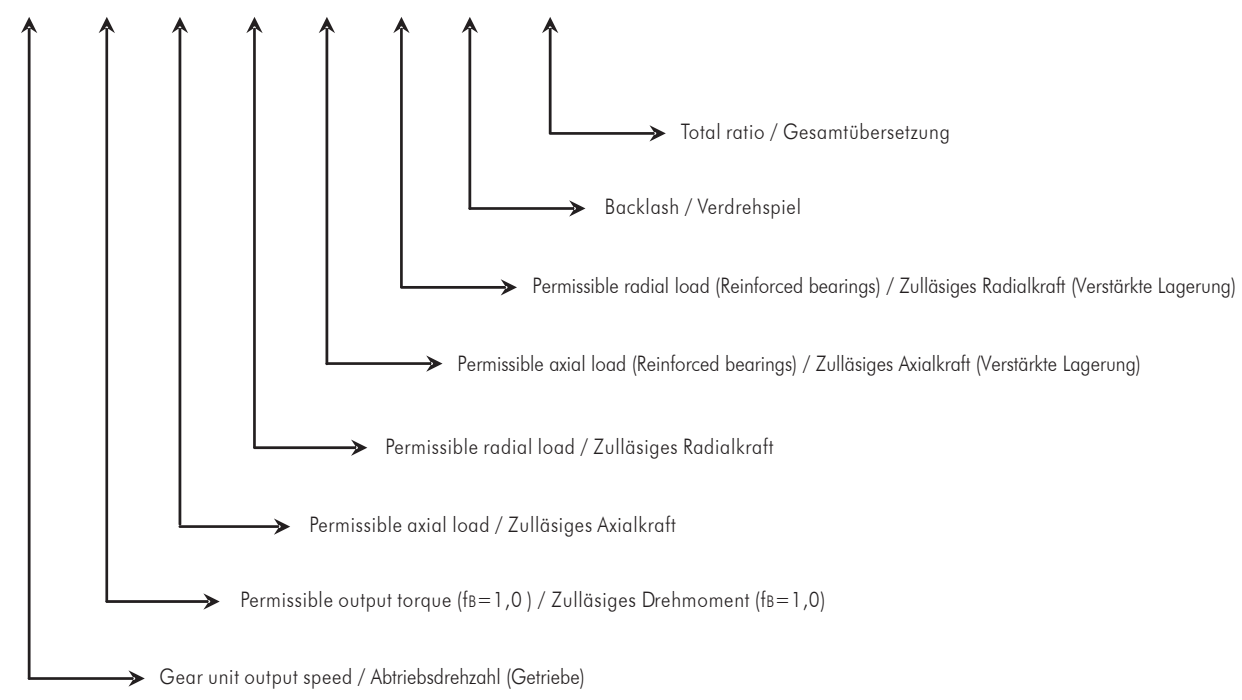 Total ratio / Gesamtübersetzung
Backlash / Verdrehspiel
Permissible radial load (Reinforced bearings) / Zulläsiges Radialkraft (Verstärkte Lagerung)
Permissible axial load (Reinforced bearings) / Zulläsiges Axialkraft (Verstärkte Lagerung)
Permissible radial load / Zulläsiges Radialkraft
Permissible axial load / Zulläsiges Axialkraft
Permissible output torque (fB=1,0 ) / Zulläsiges Drehmoment (fB=1,0)
Gear unit output speed / Abtriebsdrehzahl (Getriebe)